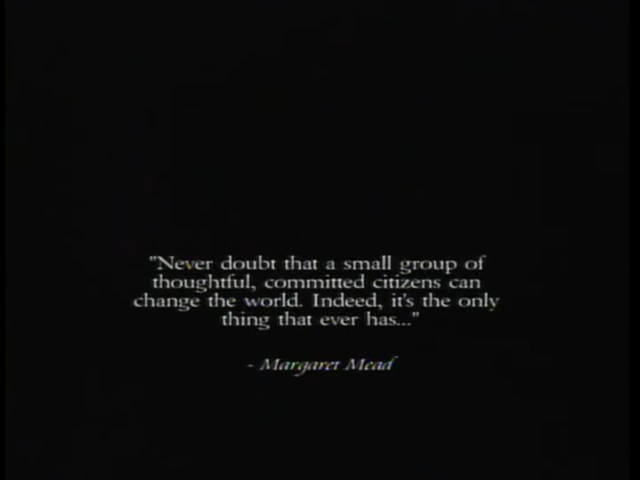 "Never doubt that a small group of
thoughtful, committed citizens can
change the world. Indeed, it's the only
thing that ever has..."
- Margaret Mead